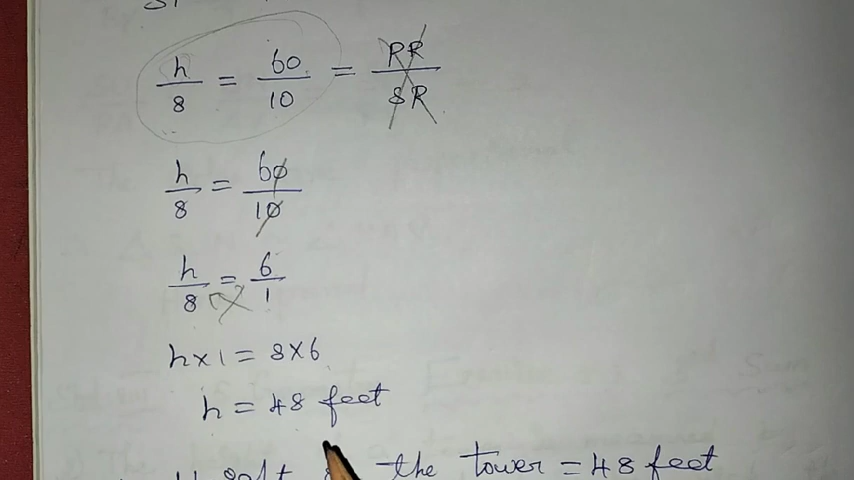 h/8 = 60/10 = PR/SR
h/8 = 60/10
h/8 = 6/1
h x 1 = 8 x 6
h = 48 feet
the tower = 48 feet